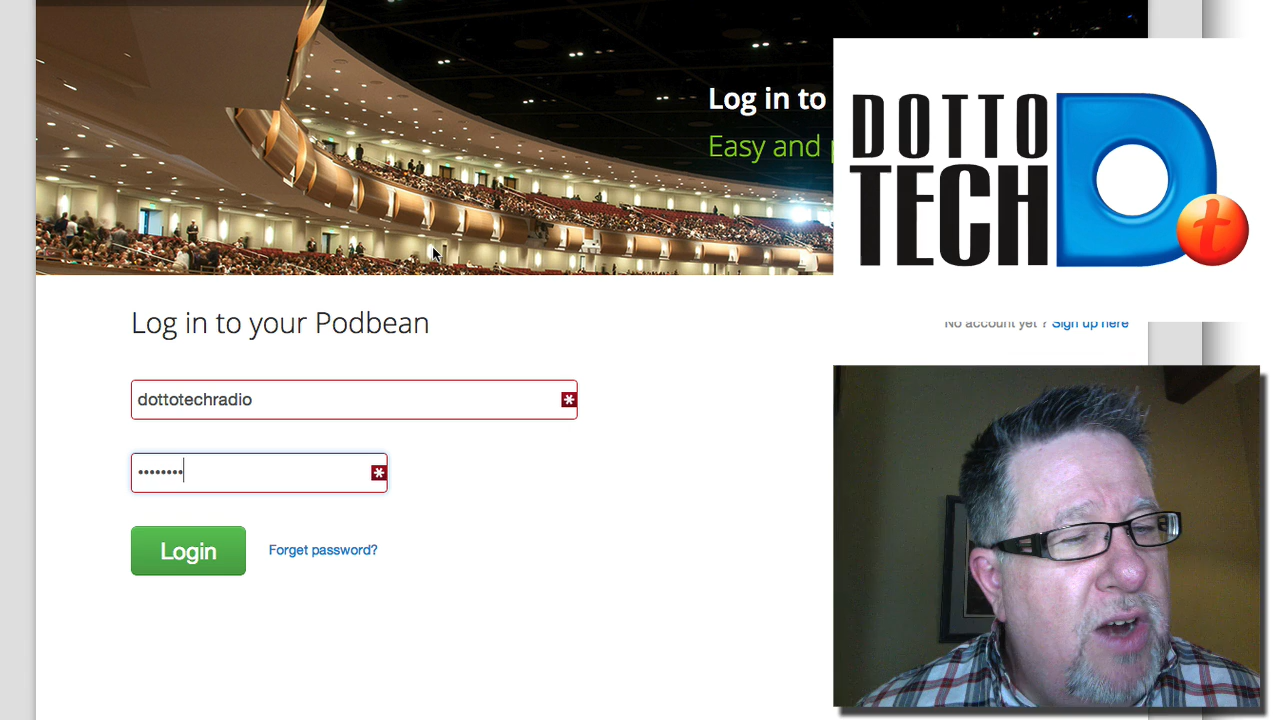 Log in to
Easy and
DOTTO
TECH
t
Log in to your Podbean
No account yet ? Sign up here
dottotechradio
Login
Forget password?